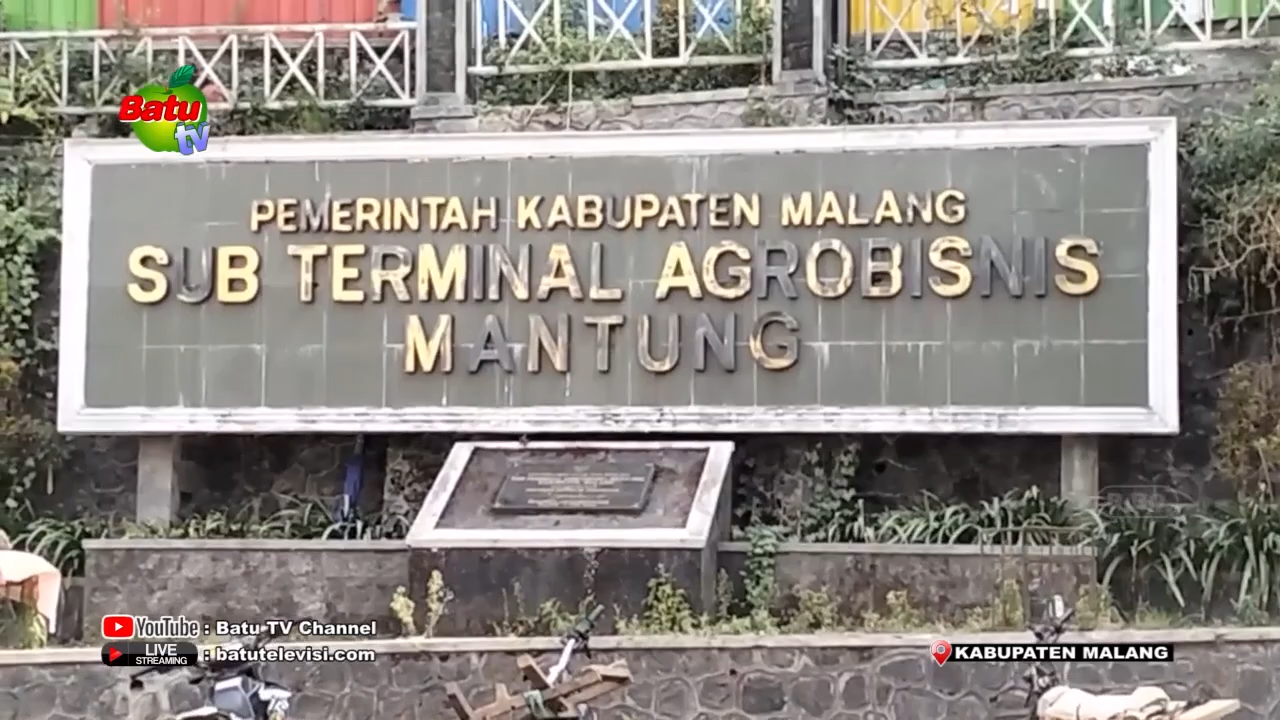 Batu
tv
PEMERINTAH KABUPATEN MALANG
SUB TERMINAL AGROBISNIS
MANTUNG
YouTube : Batu TV Channel
LIVE STREAMING : batutelevisi.com
KABUPATEN MALANG